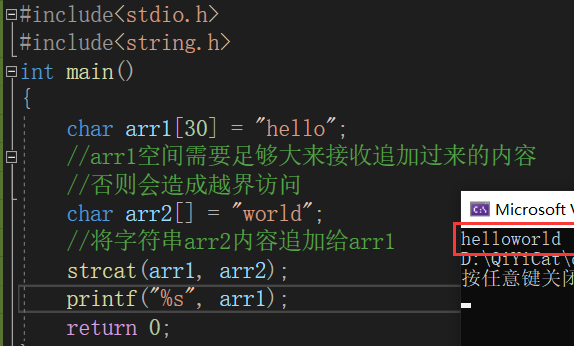 #include<stdio.h>
#include<string.h>
int main()
{
char arr1[30] = "hello";
//arr1空间需要足够大来接收追加过来的内容
//否则会造成越界访问
char arr2[] = "world";
//将字符串arr2内容追加给arr1
strcat(arr1, arr2);
printf("%s", arr1);
return 0;
Microsoft V
helloworld
D:\QiYiCat\
按任意键关闭